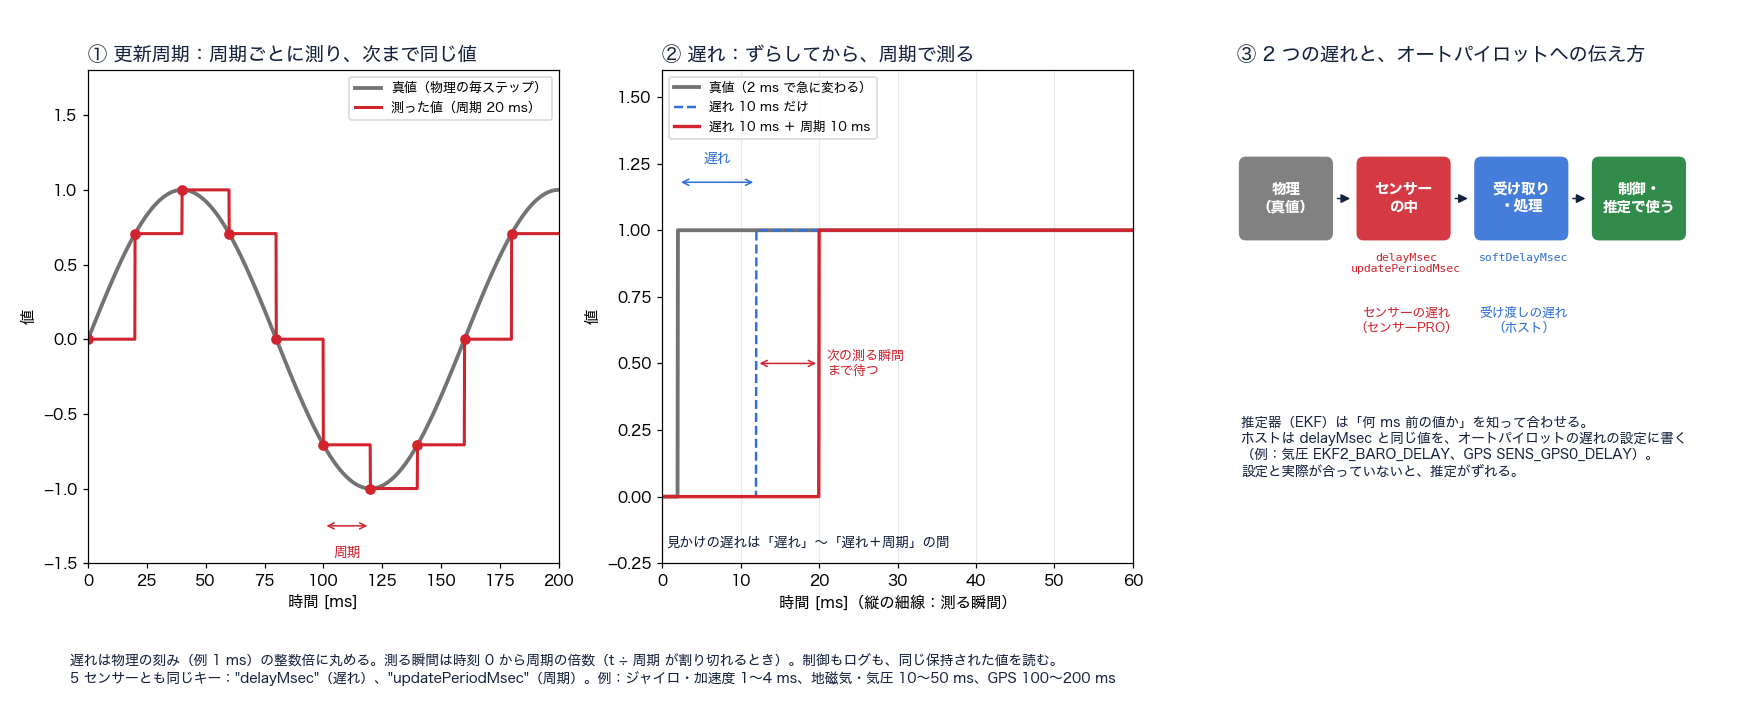 ① 更新周期：周期ごとに測り、次まで同じ値
真値（物理の毎ステップ）
測った値（周期 20 ms）
値
1.5
1.0
0.5
0.0
−0.5
−1.0
−1.5
周期
0 25 50 75 100 125 150 175 200
時間 [ms]
② 遅れ：ずらしてから、周期で測る
真値（2 ms で急に変わる）
遅れ 10 ms だけ
遅れ 10 ms ＋ 周期 10 ms
値
1.50
1.25
1.00
0.75
0.50
0.25
0.00
−0.25
遅れ
次の測る瞬間
まで待つ
見かけの遅れは「遅れ」〜「遅れ＋周期」の間
0 10 20 30 40 50 60
時間 [ms]（縦の細線：測る瞬間）
③ 2 つの遅れと、オートパイロットへの伝え方
物理
（真値）
センサー
の中
受け取り
・処理
制御・
推定で使う
delayMsec
updatePeriodMsec
softDelayMsec
センサーの遅れ
（センサーPRO）
受け渡しの遅れ
（ホスト）
推定器（EKF）は「何 ms 前の値か」を知って合わせる。
ホストは delayMsec と同じ値を、オートパイロットの遅れの設定に書く
（例：気圧 EKF2_BARO_DELAY、GPS SENS_GPS0_DELAY）。
設定と実際が合っていないと、推定がずれる。
遅れは物理の刻み（例 1 ms）の整数倍に丸める。測る瞬間は時刻 0 から周期の倍数（t ÷ 周期 が割り切れるとき）。制御もログも、同じ保持された値を読む。
5 センサーとも同じキー："delayMsec"（遅れ）、"updatePeriodMsec"（周期）。例：ジャイロ・加速度 1〜4 ms、地磁気・気圧 10〜50 ms、GPS 100〜200 ms